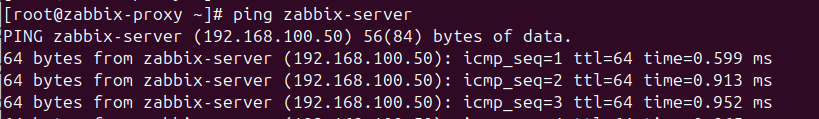 [root@zabbix-proxy ~]# ping zabbix-server
PING zabbix-server (192.168.100.50) 56(84) bytes of data.
64 bytes from zabbix-server (192.168.100.50): icmp_seq=1 ttl=64 time=0.599 ms
64 bytes from zabbix-server (192.168.100.50): icmp_seq=2 ttl=64 time=0.913 ms
64 bytes from zabbix-server (192.168.100.50): icmp_seq=3 ttl=64 time=0.952 ms